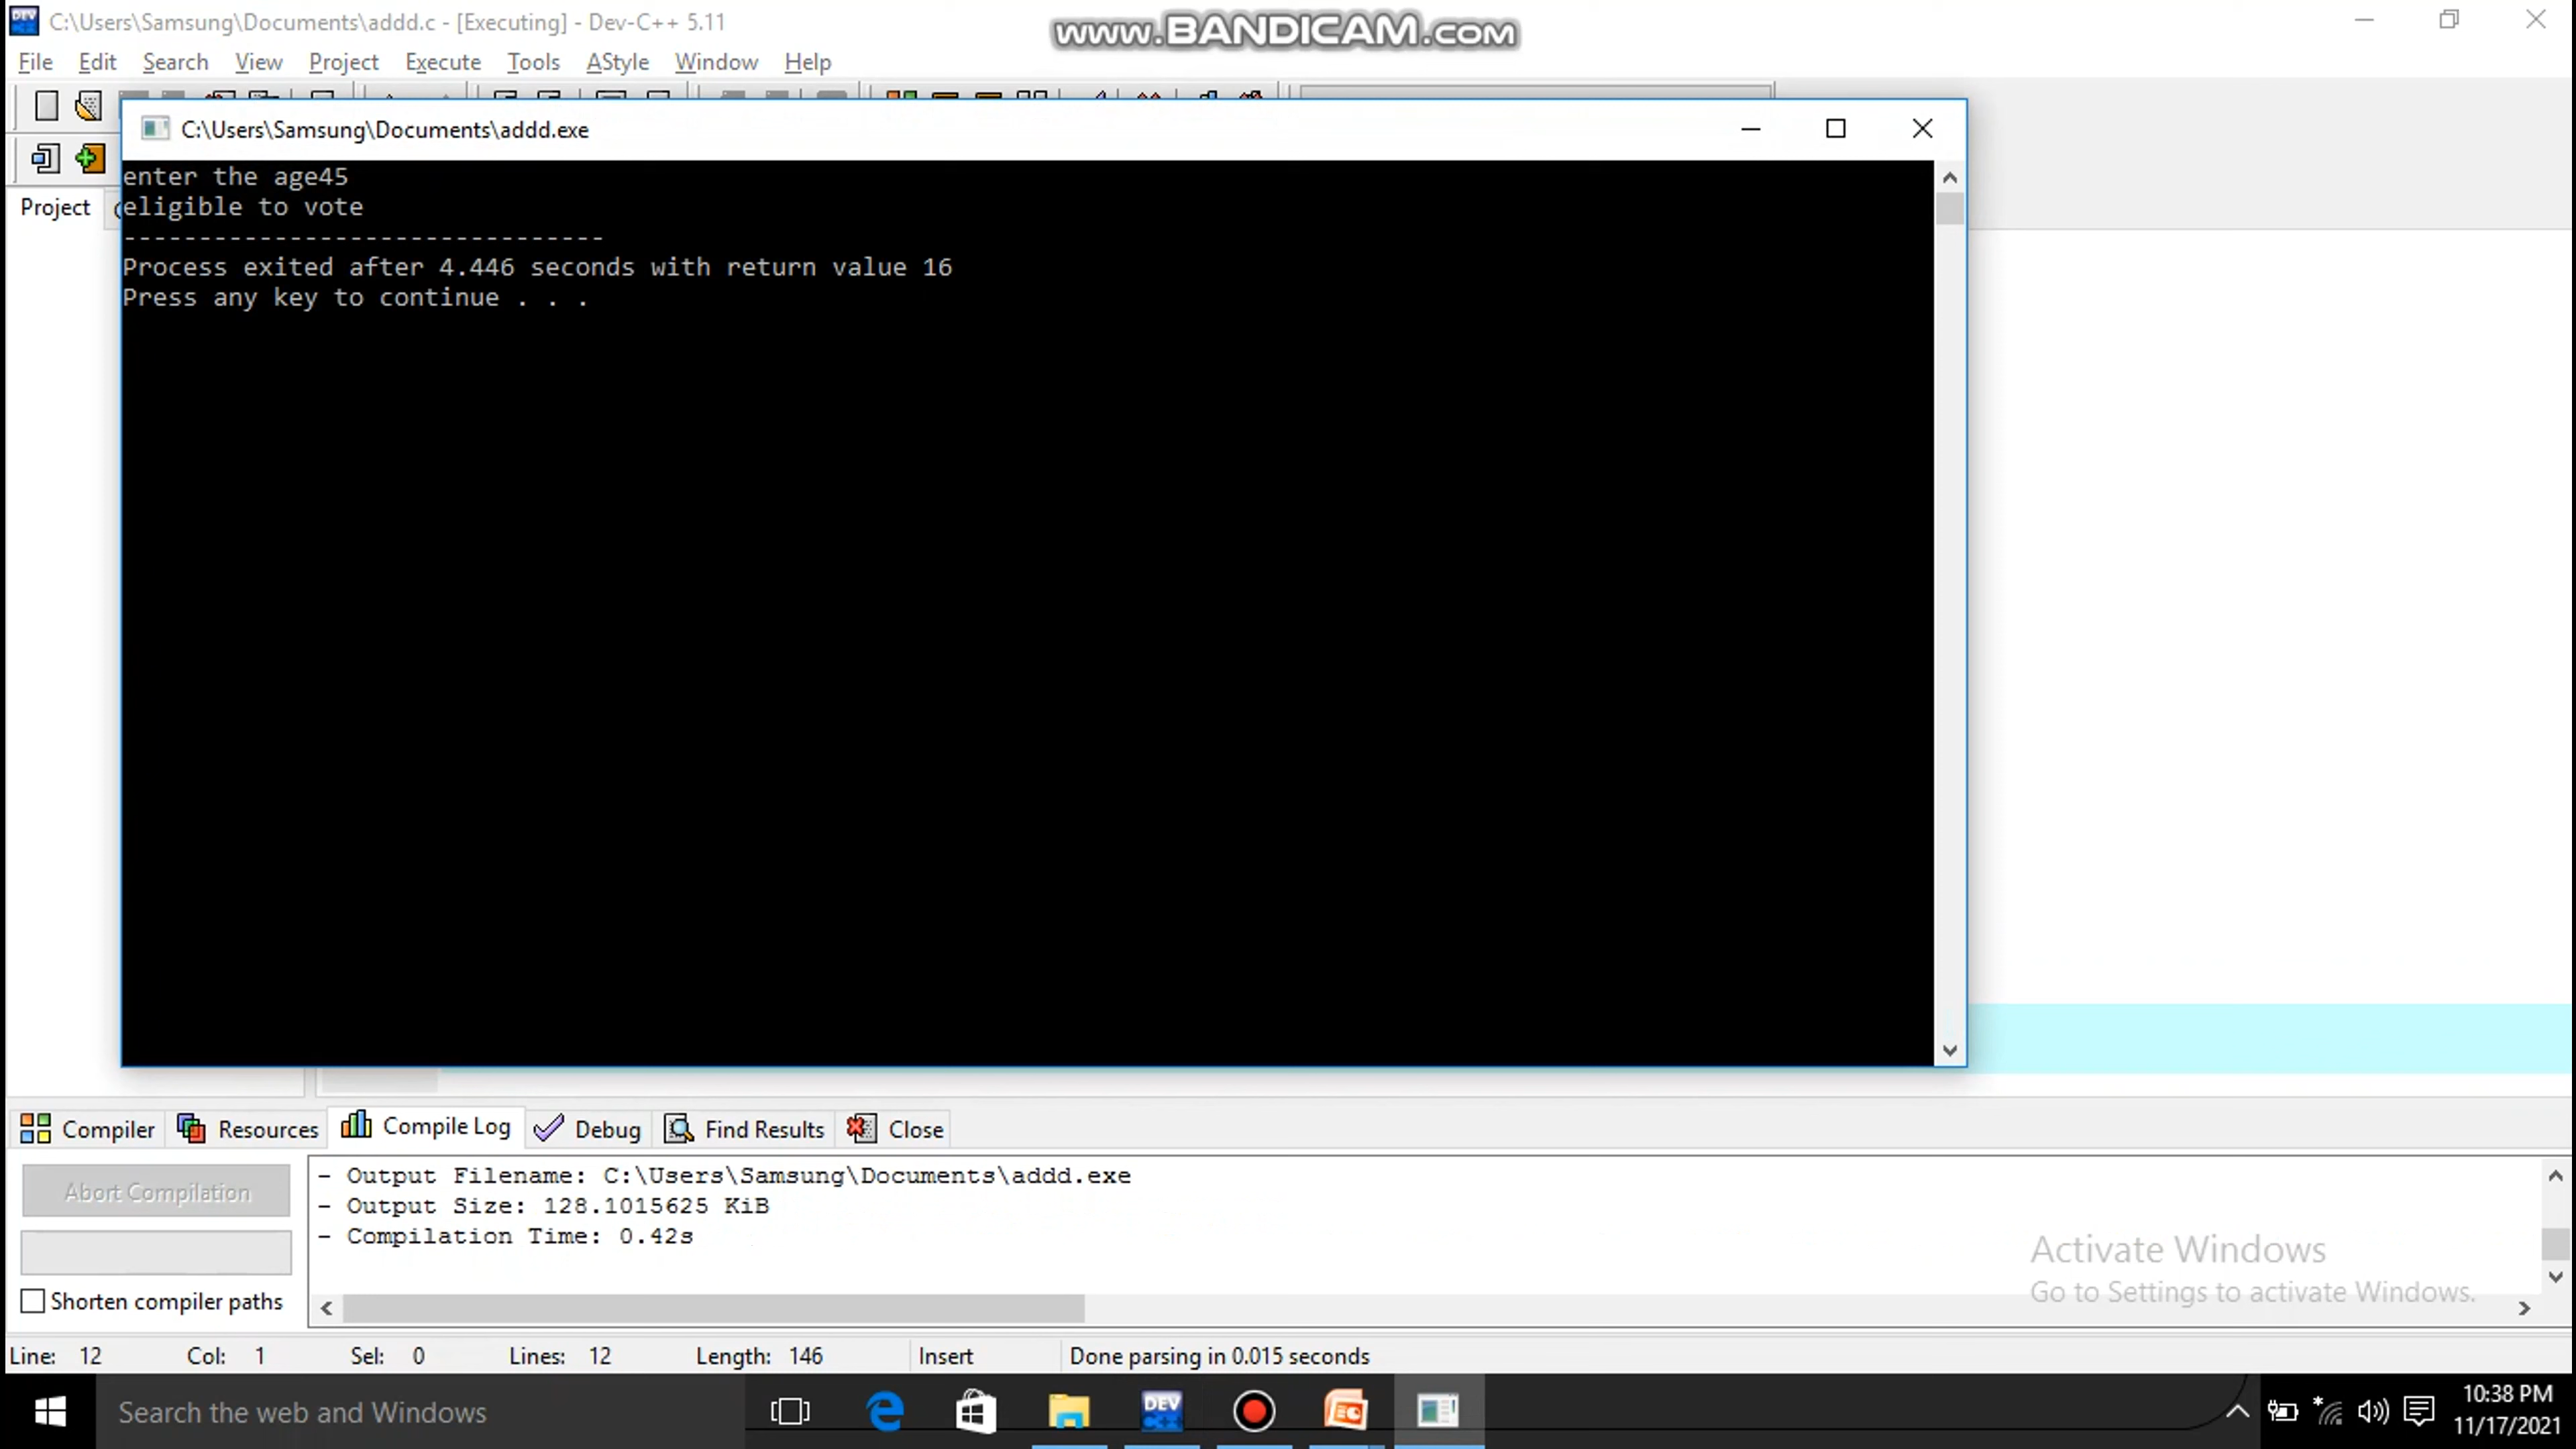 C:\Users\Samsung\Documents\addd.c - [Executing] - Dev-C++ 5.11
www.BANDICAM.com
File Edit Search View Project Execute Tools AStyle Window Help
C:\Users\Samsung\Documents\addd.exe
Project
enter the age45
eligible to vote
--------------------------------
Process exited after 4.446 seconds with return value 16
Press any key to continue . . .
Compiler Resources Compile Log Debug Find Results Close
Abort Compilation
Shorten compiler paths
- Output Filename: C:\Users\Samsung\Documents\addd.exe
- Output Size: 128.1015625 KiB
- Compilation Time: 0.42s
Activate Windows
Go to Settings to activate Windows.
Line: 12 Col: 1 Sel: 0 Lines: 12 Length: 146 Insert Done parsing in 0.015 seconds
Search the web and Windows
DEV
10:38 PM
11/17/2021